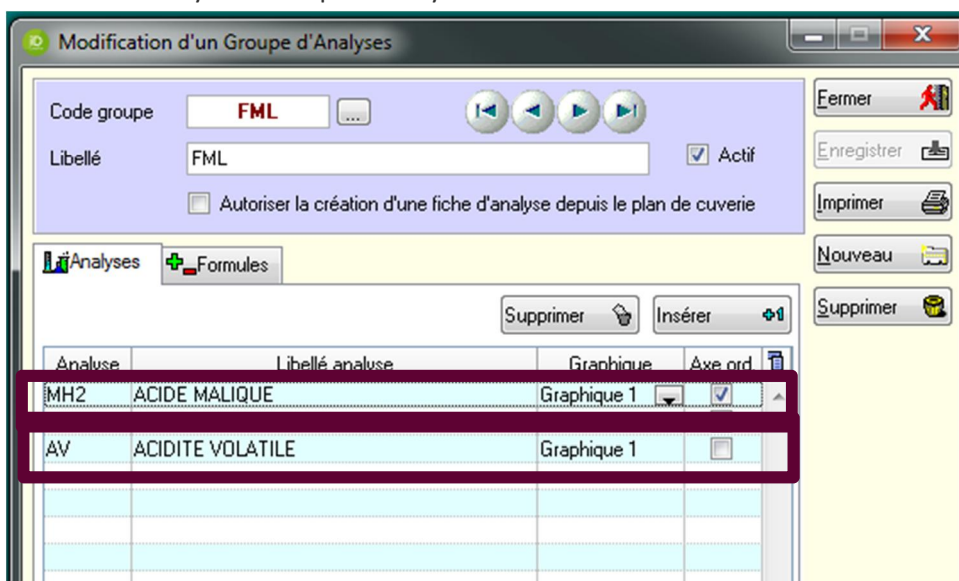 Modification d'un Groupe d'Analyses
Code groupe FML ... Fermer
Libellé FML Actif Enregistrer
Autoriser la création d'une fiche d'analyse depuis le plan de cuverie Imprimer
Analyses Formules Nouveau
Supprimer Insérer Supprimer
Analyse Libellé analyse Graphique Axe ord
MH2 ACIDE MALIQUE Graphique 1
AV ACIDITE VOLATILE Graphique 1